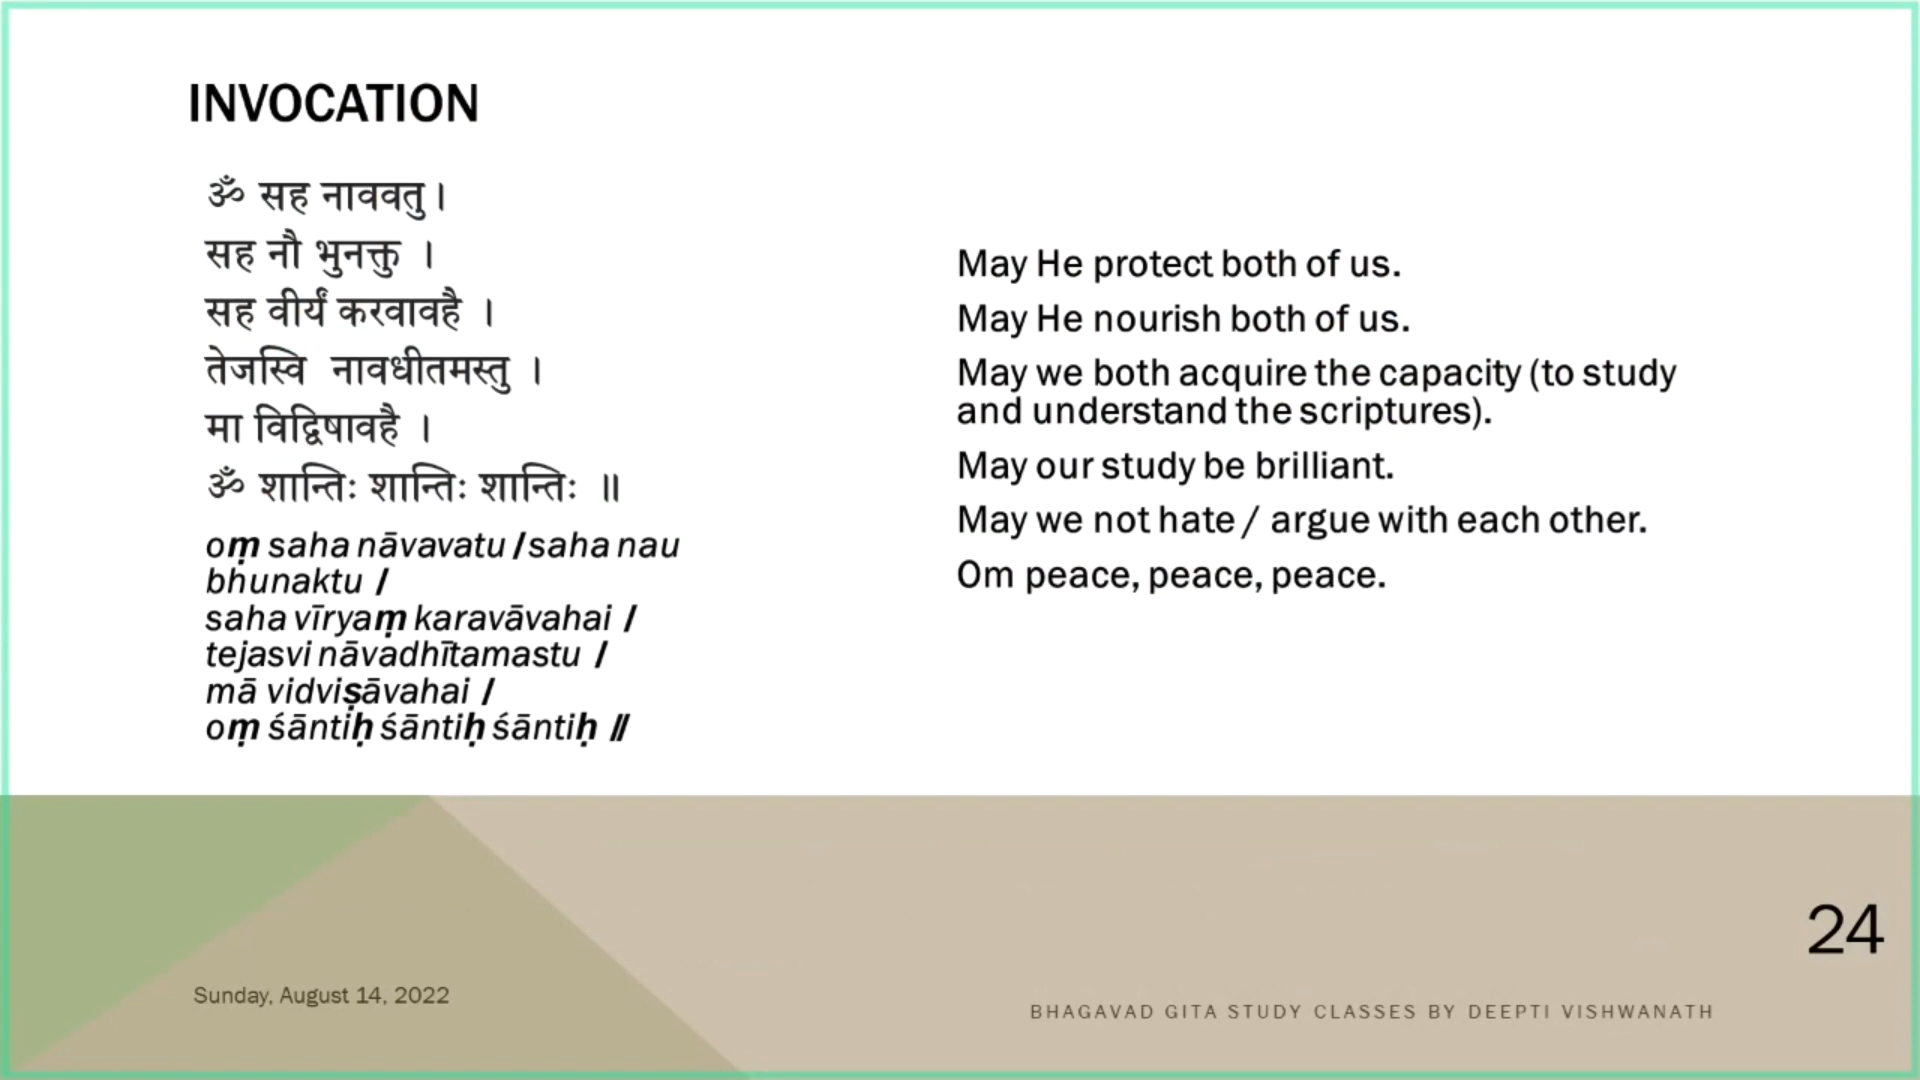 INVOCATION
ॐ सह नाववतु ।
सह नौ भुनक्तु ।
सह वीर्यं करवावहै ।
तेजस्वि नावधीतमस्तु ।
मा विद्विषावहै ।
ॐ शान्तिः शान्तिः शान्तिः ॥
oṃ saha nāvavatu / saha nau
bhunaktu /
saha vīryaṃ karavāvahai /
tejasvi nāvadhītamastu /
mā vidviṣāvahai /
oṃ śāntiḥ śāntiḥ śāntiḥ //
May He protect both of us.
May He nourish both of us.
May we both acquire the capacity (to study
and understand the scriptures).
May our study be brilliant.
May we not hate / argue with each other.
Om peace, peace, peace.
24
Sunday, August 14, 2022
BHAGAVAD GITA STUDY CLASSES BY DEEPTI VISHWANATH